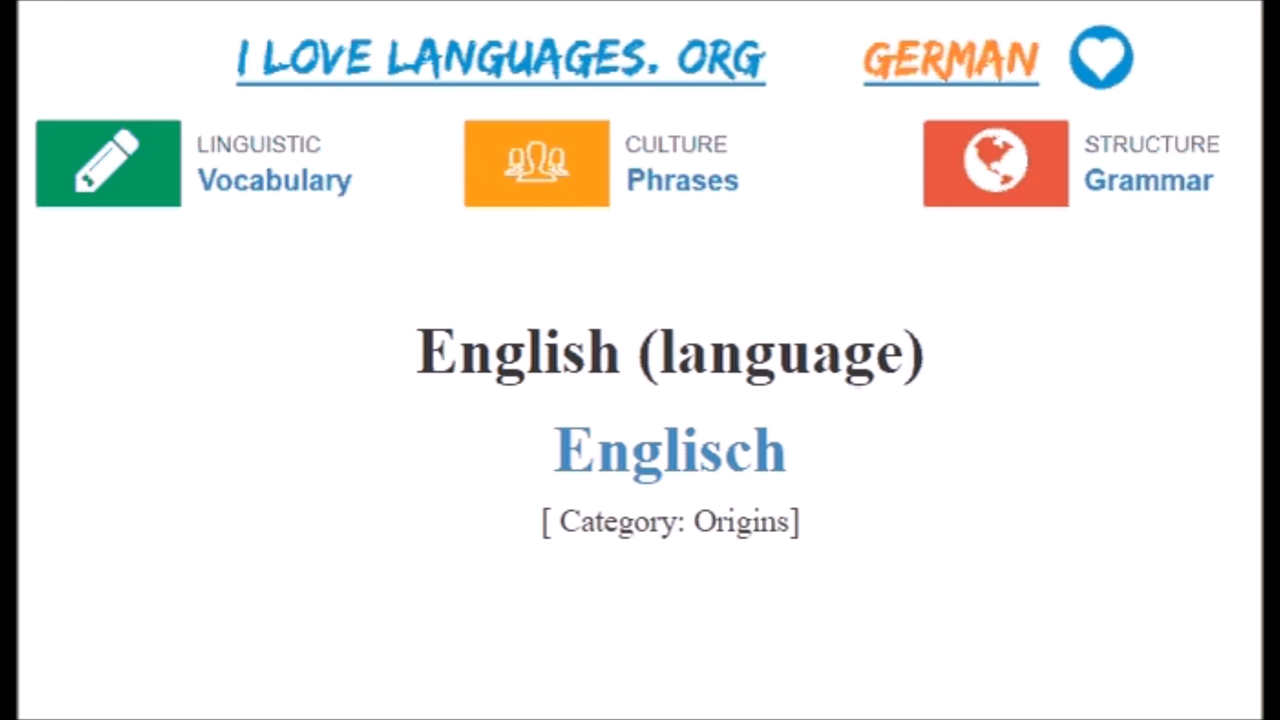 I LOVE LANGUAGES. ORG GERMAN
LINGUISTIC CULTURE STRUCTURE
Vocabulary Phrases Grammar
English (language)
Englisch
[ Category: Origins]